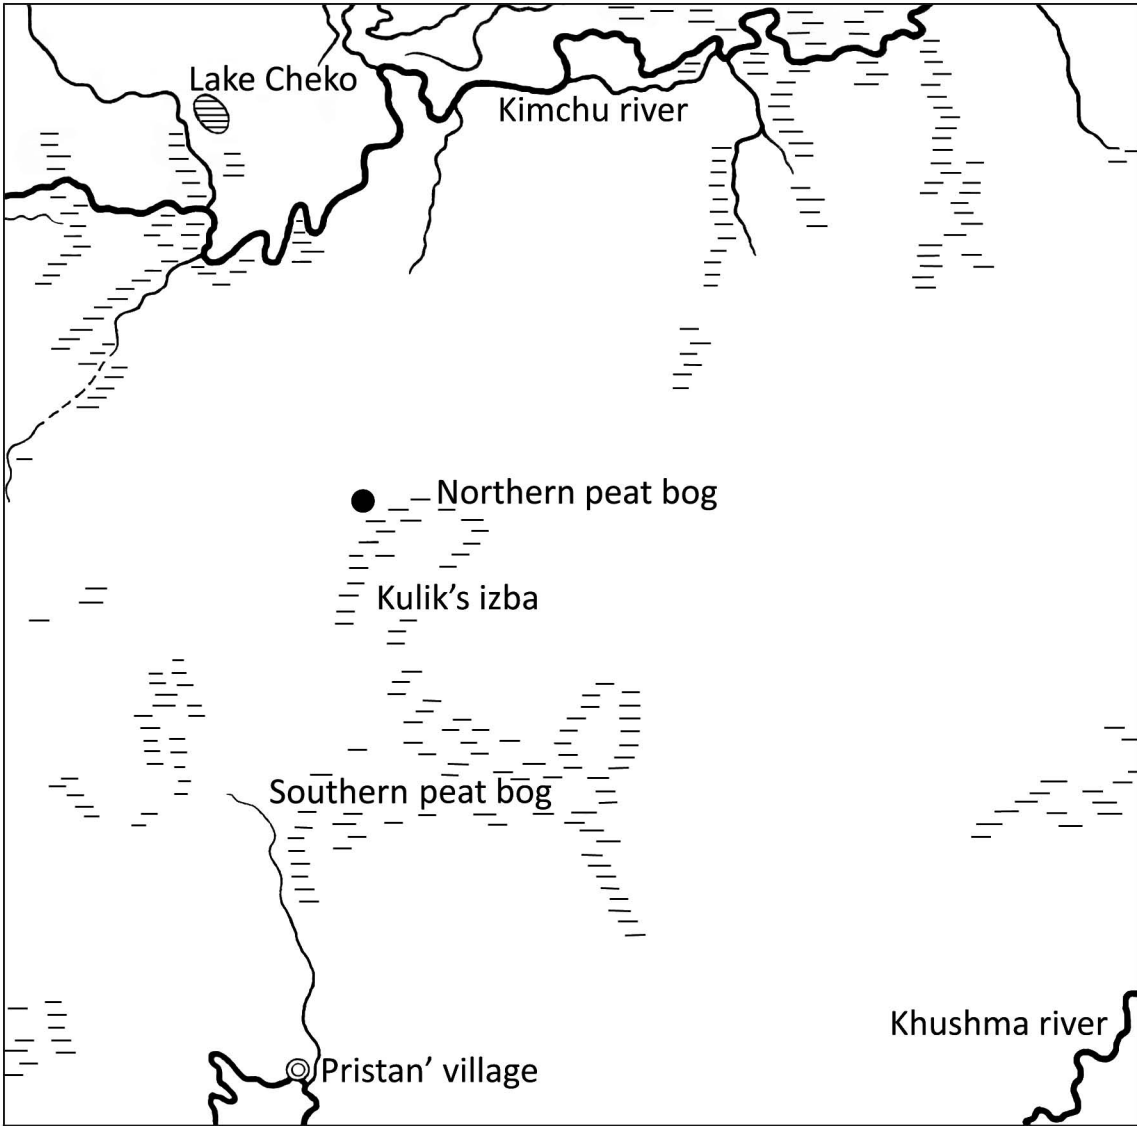 Lake Cheko
Kimchu river
Northern peat bog
Kulik’s izba
Southern peat bog
Khushma river
Pristan’ village